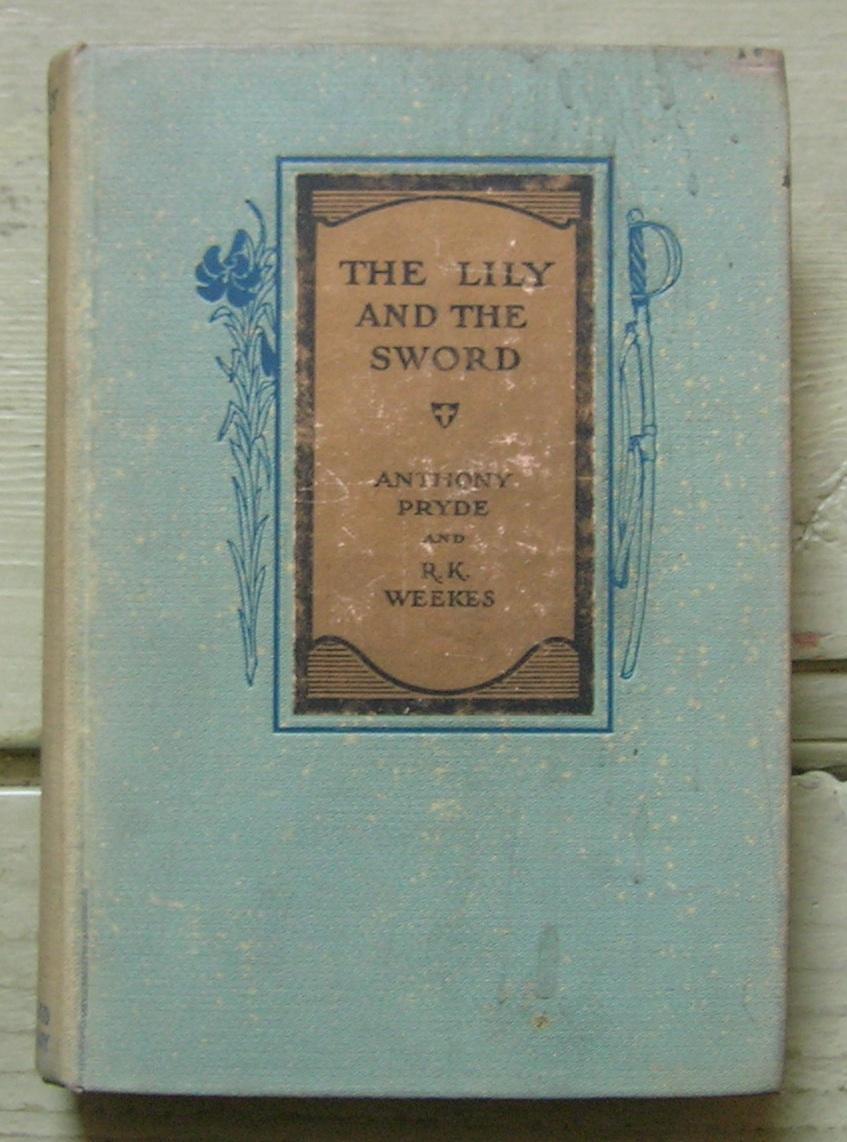 THE LILY
AND THE
SWORD
ANTHONY
PRYDE
AND
R.K.
WEEKES